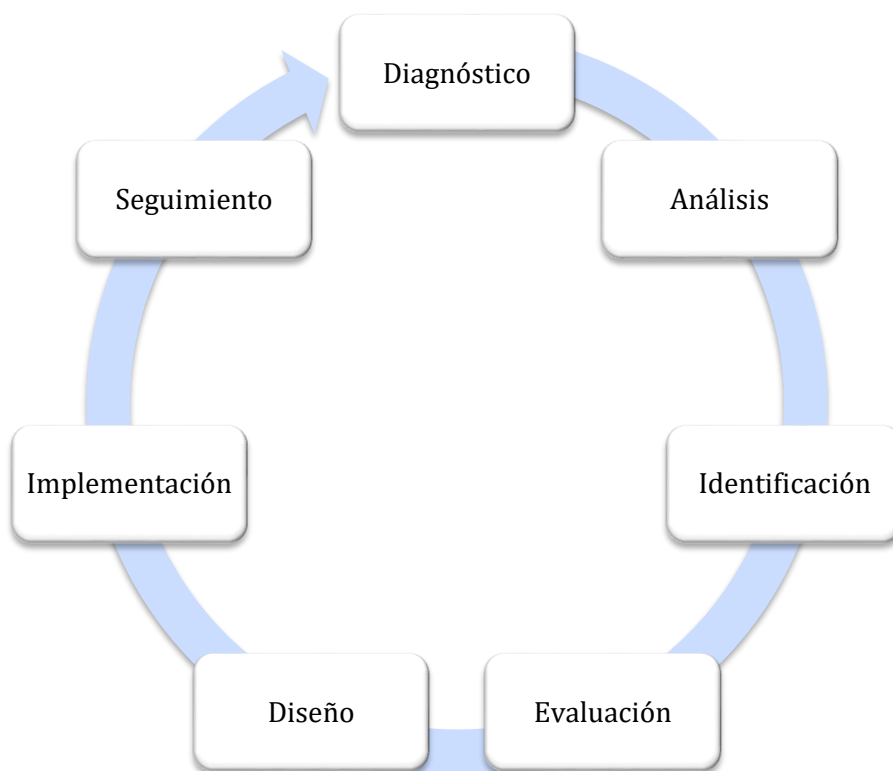 Diagnóstico
Análisis
Identificación
Evaluación
Diseño
Implementación
Seguimiento